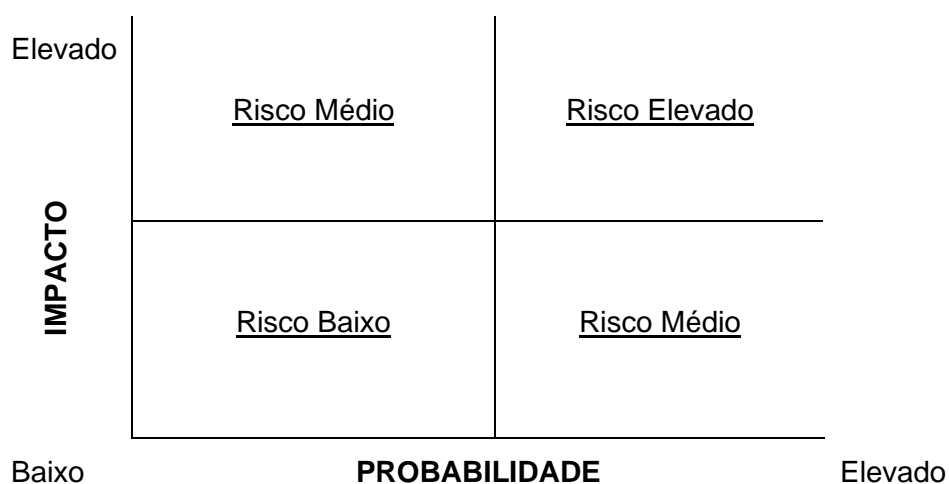 Elevado
Risco Médio Risco Elevado
IMPACTO
Risco Baixo Risco Médio
Baixo PROBABILIDADE Elevado